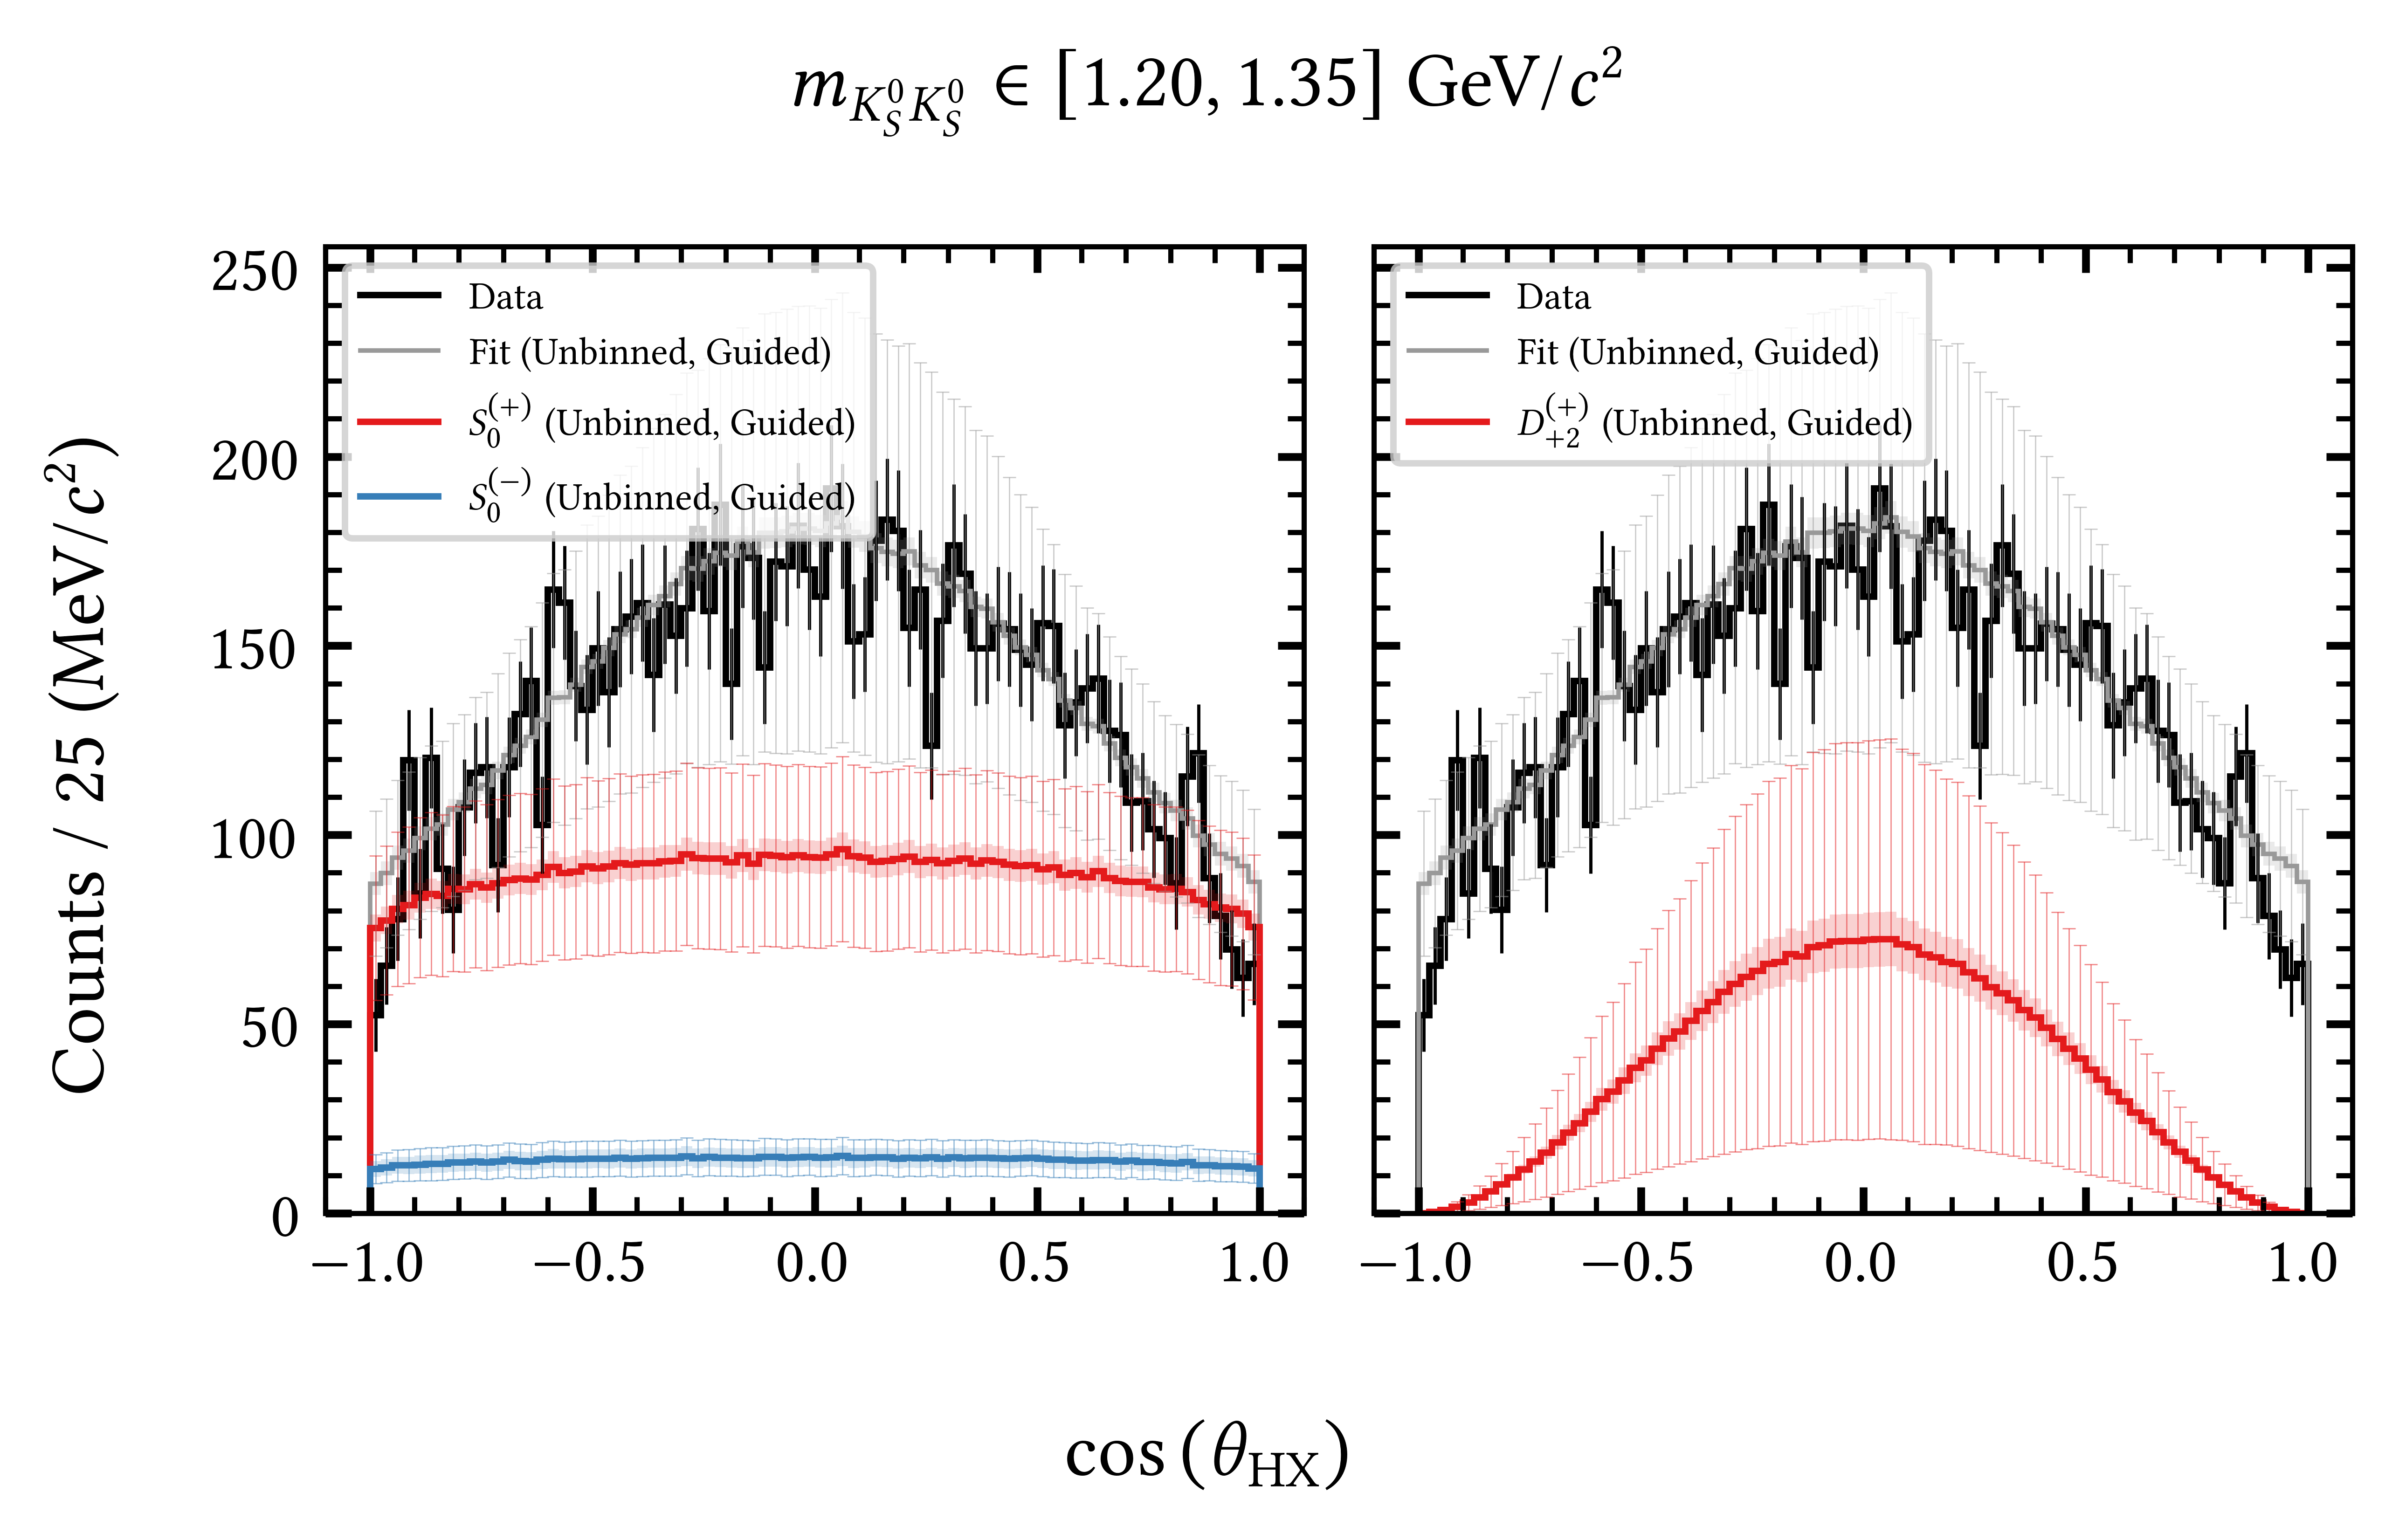 m_{K_S^0 K_S^0} ∈ [1.20, 1.35] GeV/c²
Counts / 25 (MeV/c²)
250
200
150
100
50
0
Data
Fit (Unbinned, Guided)
S_0^{(+)} (Unbinned, Guided)
S_0^{(−)} (Unbinned, Guided)
Data
Fit (Unbinned, Guided)
D_{+2}^{(+)} (Unbinned, Guided)
−1.0 −0.5 0.0 0.5 1.0
−1.0 −0.5 0.0 0.5 1.0
cos (θ_{HX})